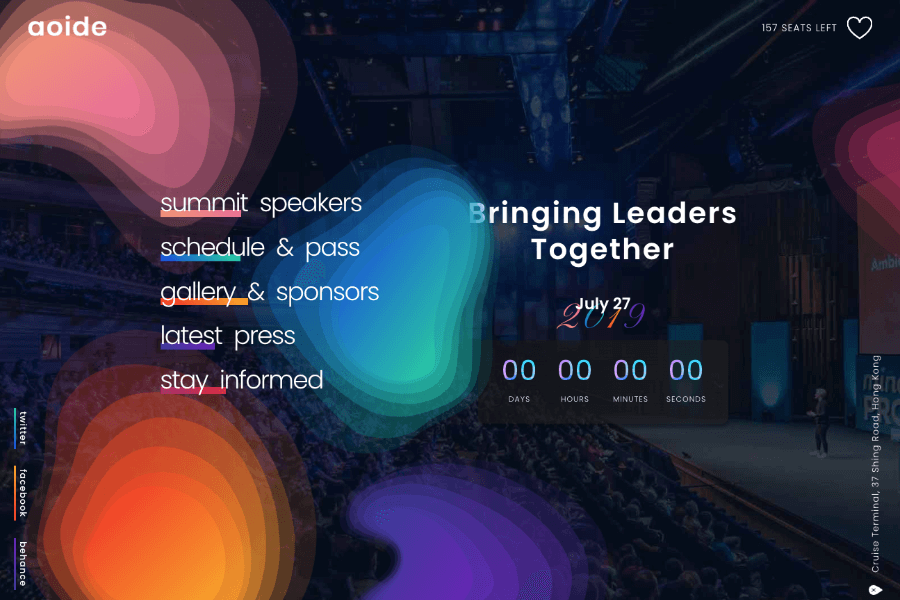 aoide
157 SEATS LEFT
summit speakers
schedule & pass
gallery & sponsors
latest press
stay informed
Bringing Leaders
Together
July 27
2019
00 00 00 00
DAYS HOURS MINUTES SECONDS
twitter
facebook
behance
Cruise Terminal, 37 Shing Road, Hong Kong